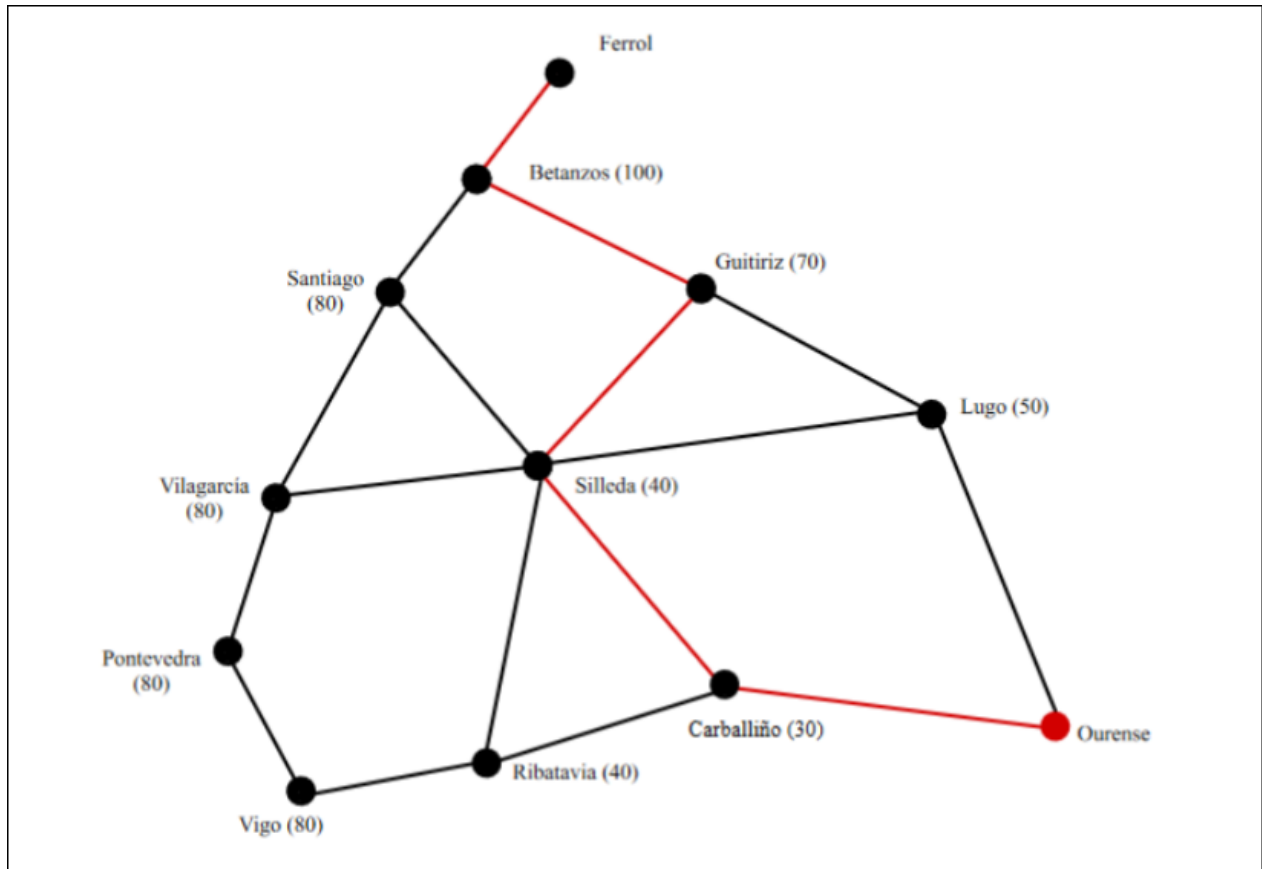 Ferrol
Betanzos (100)
Guitiriz (70)
Santiago
(80)
Lugo (50)
Vilagarcía
(80)
Silleda (40)
Pontevedra
(80)
Carballiño (30)
Ourense
Ribatavia (40)
Vigo (80)